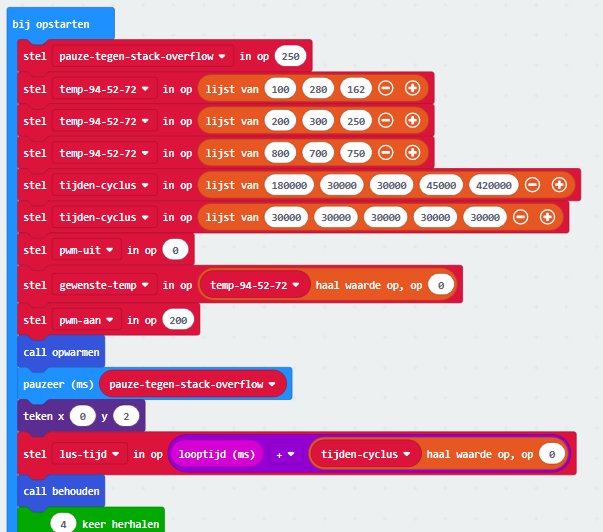 bij opstarten
stel pauze-tegen-stack-overflow in op 250
stel temp-94-52-72 in op lijst van 100 280 162
stel temp-94-52-72 in op lijst van 200 300 250
stel temp-94-52-72 in op lijst van 800 700 750
stel tijden-cyclus in op lijst van 180000 30000 30000 45000 420000
stel tijden-cyclus in op lijst van 30000 30000 30000 30000 30000
stel pwm-uit in op 0
stel gewenste-temp in op temp-94-52-72 haal waarde op, op 0
stel pwm-aan in op 200
call opwarmen
pauzeer (ms) pauze-tegen-stack-overflow
teken x 0 y 2
stel lus-tijd in op looptijd (ms) + tijden-cyclus haal waarde op, op 0
call behouden
4 keer herhalen